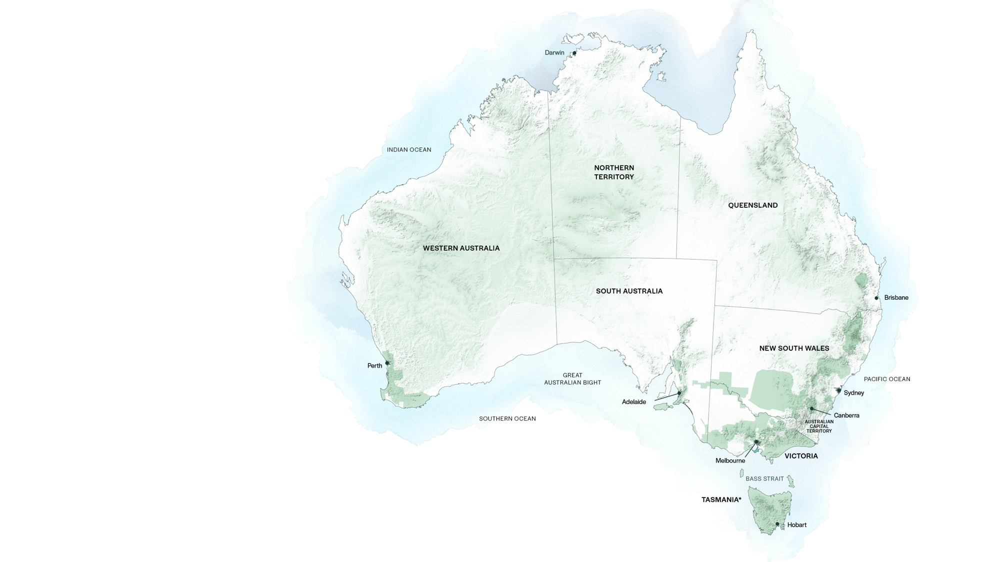 Darwin
INDIAN OCEAN
NORTHERN
TERRITORY
QUEENSLAND
WESTERN AUSTRALIA
SOUTH AUSTRALIA
Brisbane
NEW SOUTH WALES
Perth
GREAT
AUSTRALIAN BIGHT
PACIFIC OCEAN
Sydney
Adelaide
Canberra
SOUTHERN OCEAN
AUSTRALIAN
CAPITAL
TERRITORY
VICTORIA
Melbourne
BASS STRAIT
TASMANIA*
Hobart